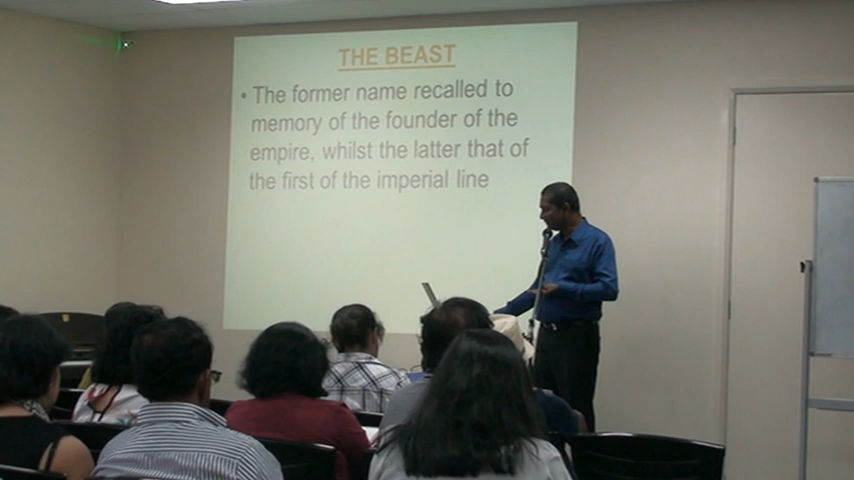 THE BEAST
• The former name recalled to
memory of the founder of the
empire, whilst the latter that of
the first of the imperial line